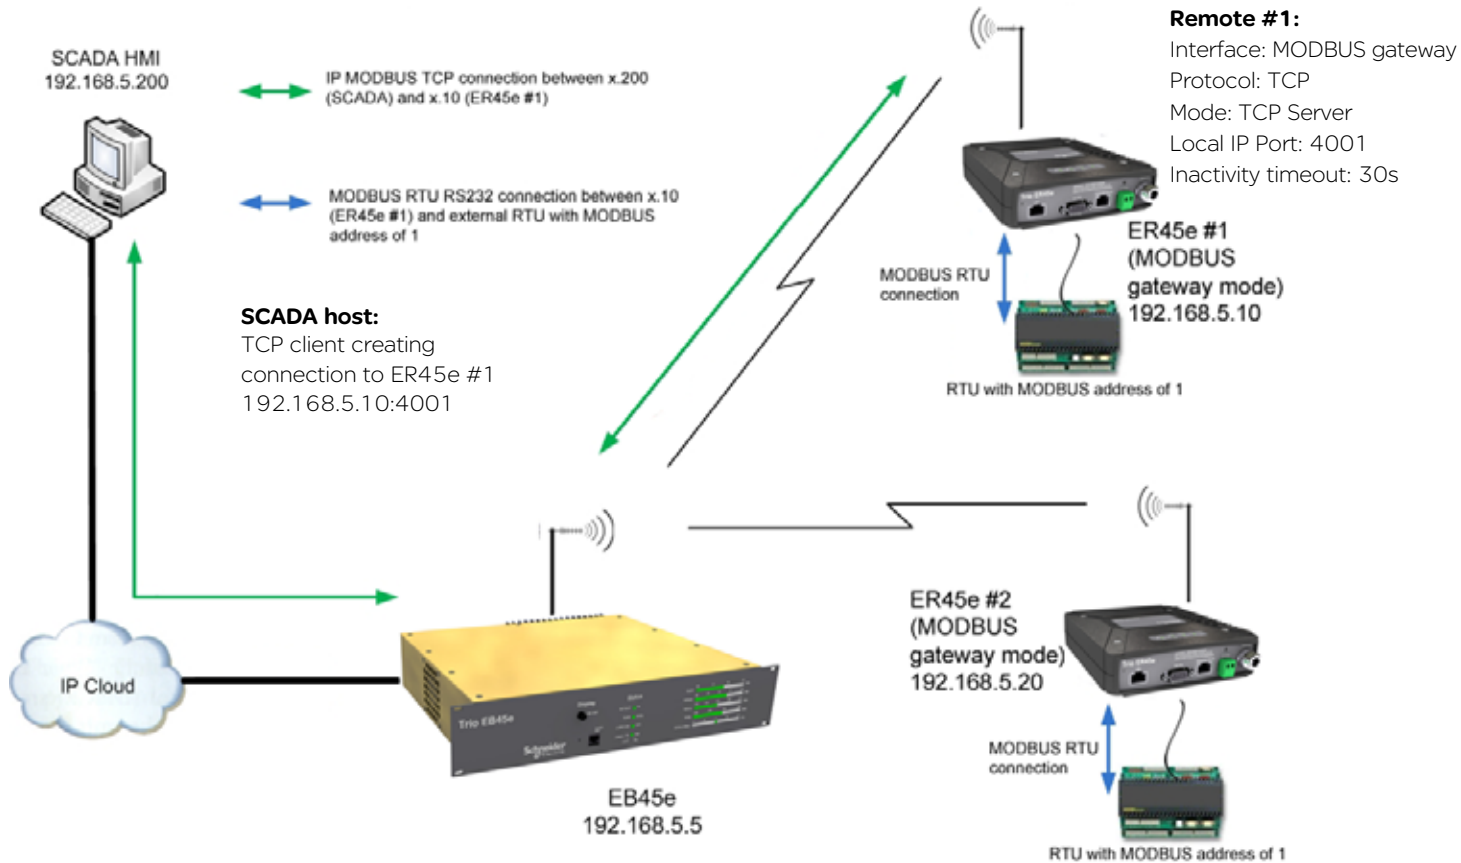 SCADA HMI
192.168.5.200
IP MODBUS TCP connection between x.200
(SCADA) and x.10 (ER45e #1)
MODBUS RTU RS232 connection between x.10
(ER45e #1) and external RTU with MODBUS
address of 1
Remote #1:
Interface: MODBUS gateway
Protocol: TCP
Mode: TCP Server
Local IP Port: 4001
Inactivity timeout: 30s
ER45e #1
(MODBUS
gateway mode)
192.168.5.10
MODBUS RTU
connection
RTU with MODBUS address of 1
SCADA host:
TCP client creating
connection to ER45e #1
192.168.5.10:4001
ER45e #2
(MODBUS
gateway mode)
192.168.5.20
MODBUS RTU
connection
RTU with MODBUS address of 1
IP Cloud
Trio EB45e
Display
Schneider
EB45e
192.168.5.5